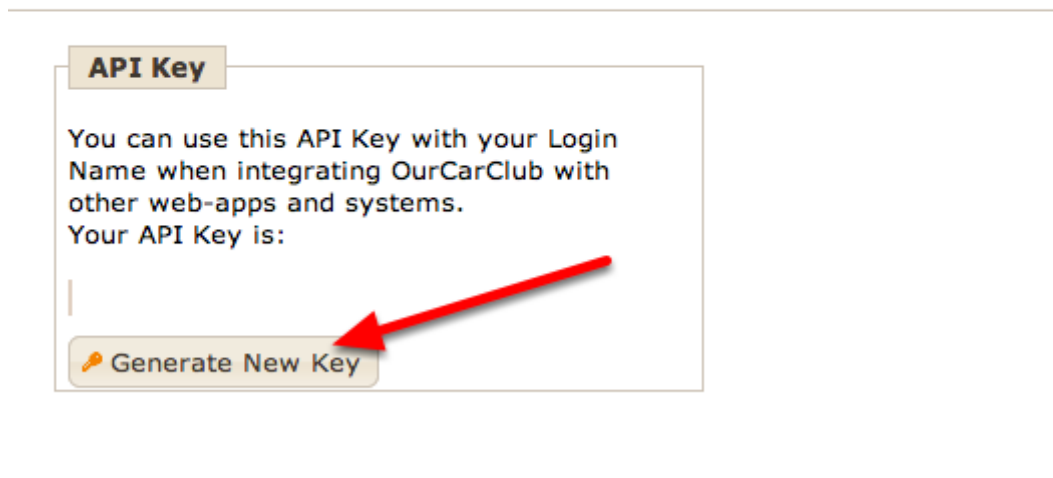 API Key
You can use this API Key with your Login
Name when integrating OurCarClub with
other web-apps and systems.
Your API Key is:
Generate New Key